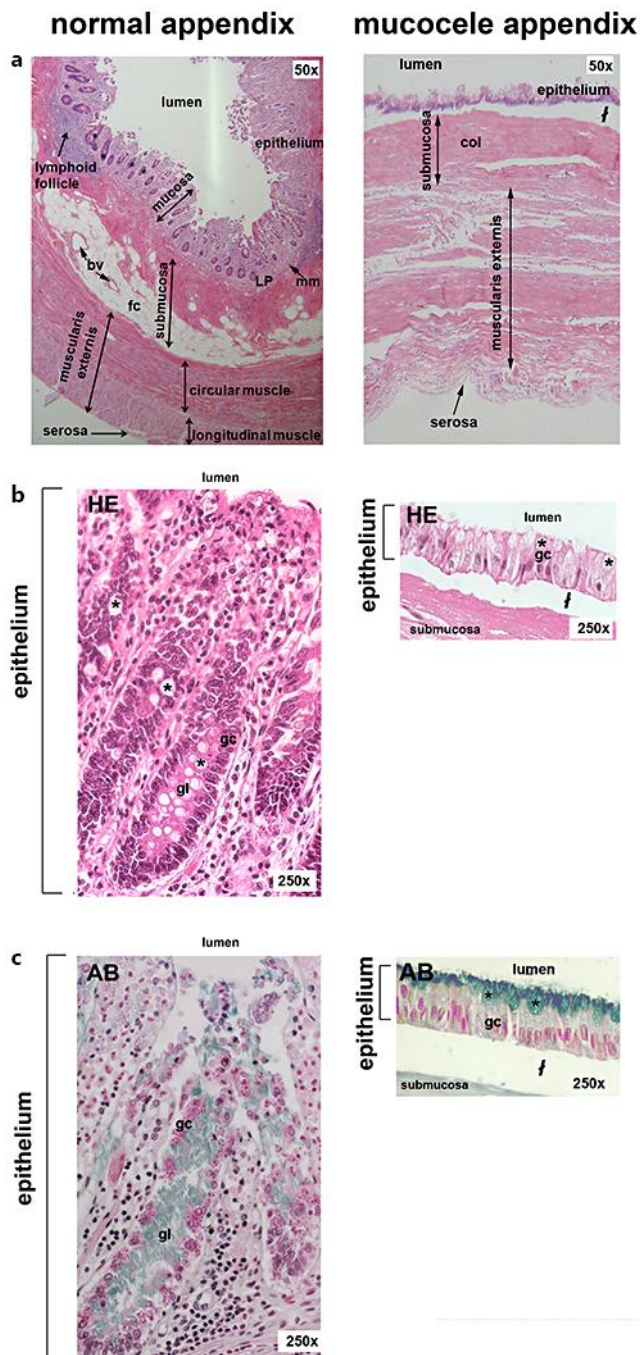 normal appendix
mucocele appendix
a
50x
lumen
epithelium
lymphoid
follicle
mucosa
bv
LP
mm
fc
submucosa
muscularis
externis
circular muscle
serosa
longitudinal muscle
50x
lumen
epithelium
submucosa
col
muscularis externis
serosa
b
lumen
HE
epithelium
*
*
gc
*
gl
250x
HE
lumen
epithelium
*
gc
*
submucosa
250x
c
lumen
AB
epithelium
gc
gl
250x
AB
lumen
epithelium
*
*
gc
submucosa
250x